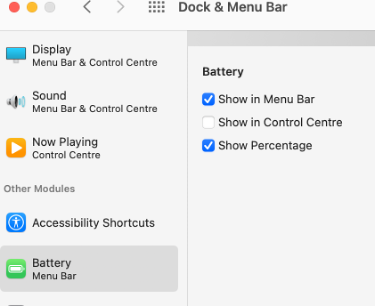 Dock & Menu Bar
Display
Menu Bar & Control Centre
Sound
Menu Bar & Control Centre
Now Playing
Control Centre
Other Modules
Accessibility Shortcuts
Battery
Menu Bar
Battery
Show in Menu Bar
Show in Control Centre
Show Percentage